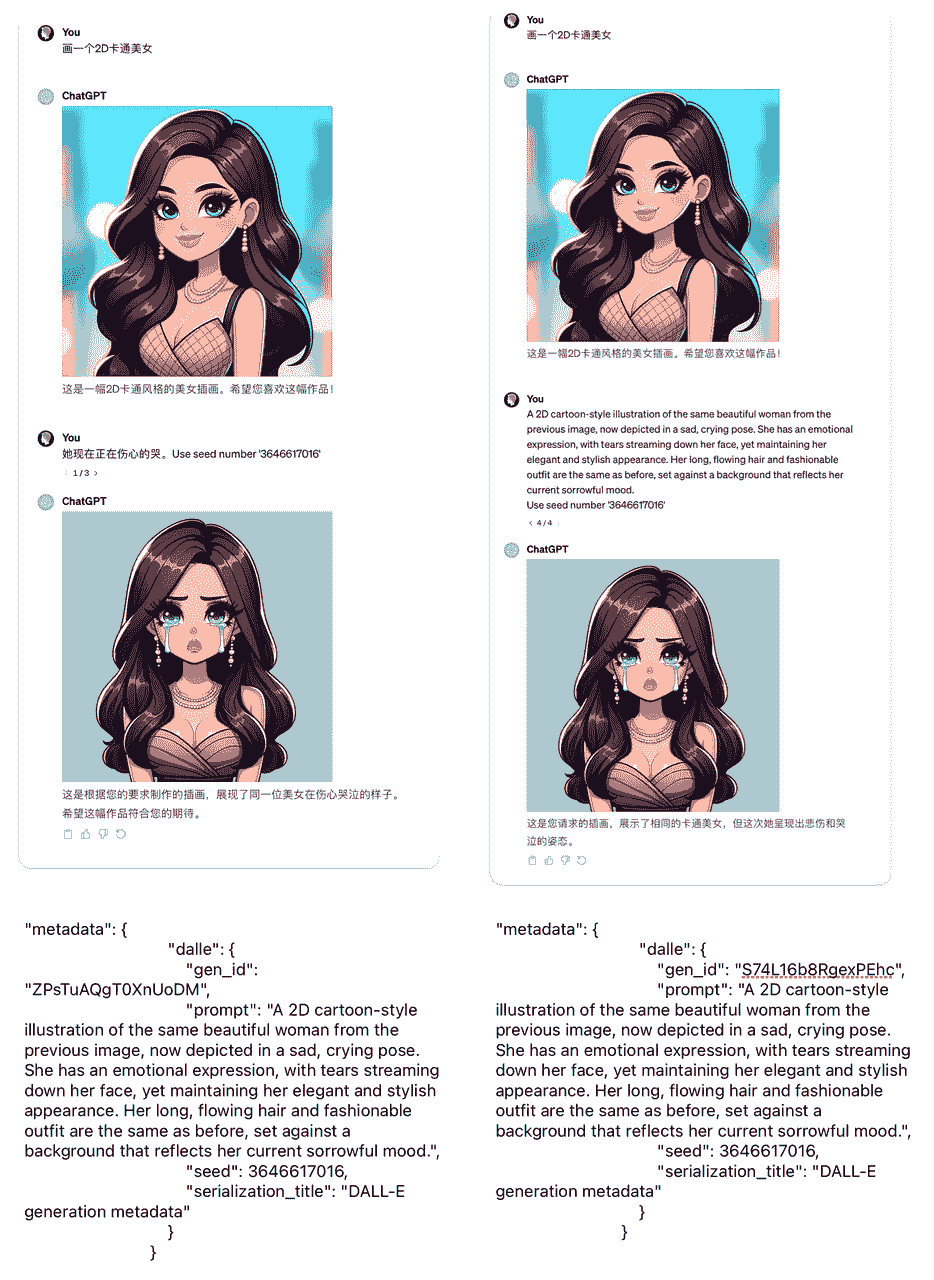 You
画一个2D卡通美女
ChatGPT
这是一幅2D卡通风格的美女插画。希望您喜欢这幅作品！
You
她现在正在伤心的哭。Use seed number '3646617016'
‹ 1/3 ›
ChatGPT
这是根据您的要求制作的插画，展现了同一位美女在伤心哭泣的样子。
希望这幅作品符合您的期待。
"metadata": {
"dalle": {
"gen_id":
"ZPsTuAQgT0XnUoDM",
"prompt": "A 2D cartoon-style
illustration of the same beautiful woman from the
previous image, now depicted in a sad, crying pose.
She has an emotional expression, with tears streaming
down her face, yet maintaining her elegant and stylish
appearance. Her long, flowing hair and fashionable
outfit are the same as before, set against a
background that reflects her current sorrowful mood.",
"seed": 3646617016,
"serialization_title": "DALL-E
generation metadata"
}
}
You
画一个2D卡通美女
ChatGPT
这是一幅2D卡通风格的美女插画。希望您喜欢这幅作品！
You
A 2D cartoon-style illustration of the same beautiful woman from the
previous image, now depicted in a sad, crying pose. She has an emotional
expression, with tears streaming down her face, yet maintaining her
elegant and stylish appearance. Her long, flowing hair and fashionable
outfit are the same as before, set against a background that reflects her
current sorrowful mood.
Use seed number '3646617016'
‹ 4/4 ›
ChatGPT
这是您请求的插画，展示了相同的卡通美女，但这次她呈现出悲伤和哭
泣的姿态。
"metadata": {
"dalle": {
"gen_id": "S74L16b8RgexPEhc",
"prompt": "A 2D cartoon-style
illustration of the same beautiful woman from the
previous image, now depicted in a sad, crying pose.
She has an emotional expression, with tears streaming
down her face, yet maintaining her elegant and stylish
appearance. Her long, flowing hair and fashionable
outfit are the same as before, set against a
background that reflects her current sorrowful mood.",
"seed": 3646617016,
"serialization_title": "DALL-E
generation metadata"
}
}